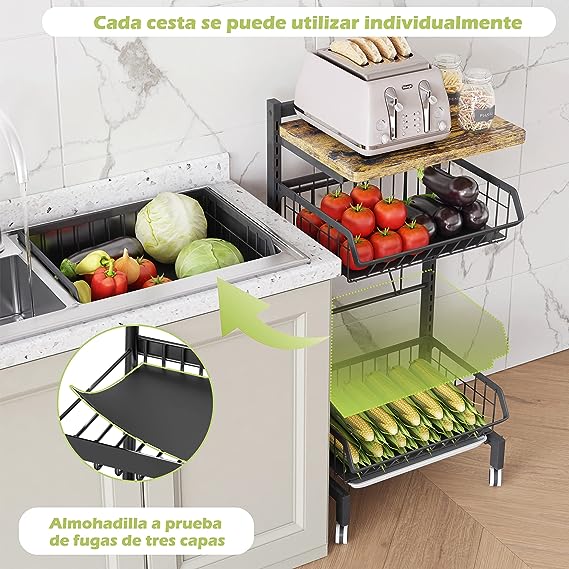 Cada cesta se puede utilizar individualmente
Almohadilla a prueba
de fugas de tres capas